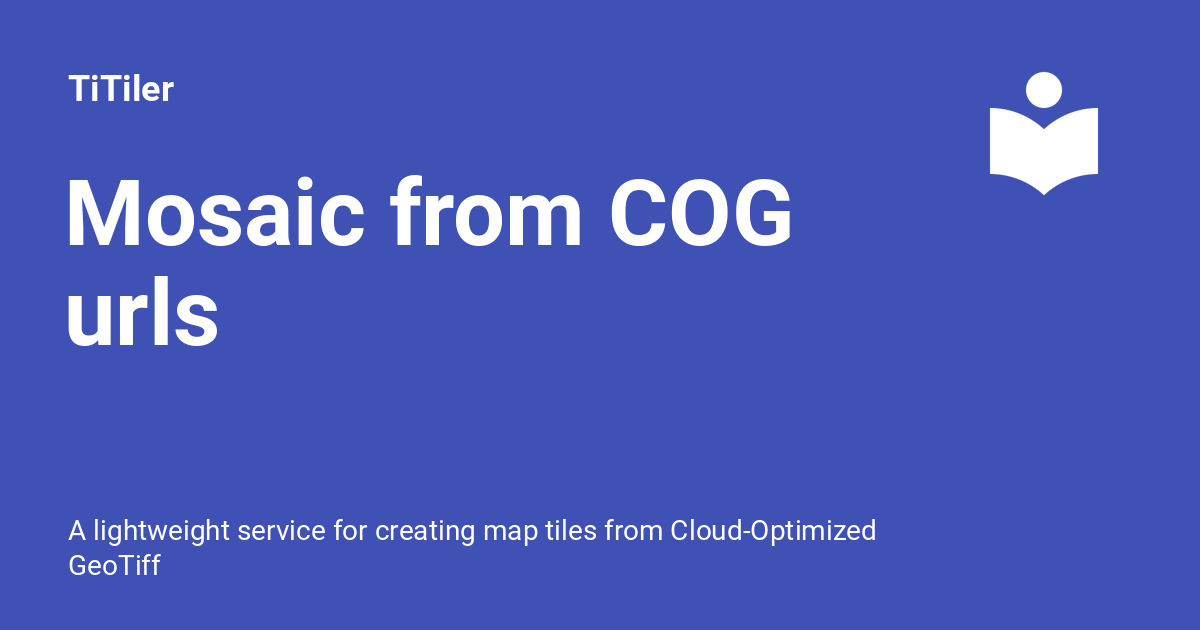 TiTiler
Mosaic from COG
urls
A lightweight service for creating map tiles from Cloud-Optimized
GeoTiff